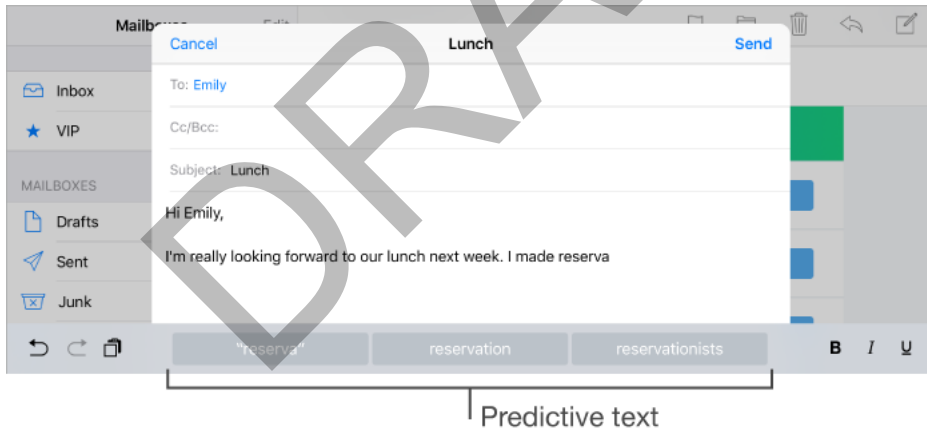 Mailboxes Edit
Cancel Lunch Send
To: Emily
Inbox
Cc/Bcc:
VIP
Subject: Lunch
MAILBOXES
Hi Emily,
Drafts
I'm really looking forward to our lunch next week. I made reserva
Sent
Junk
"reserva" reservation reservationists B I U
Predictive text
DRA